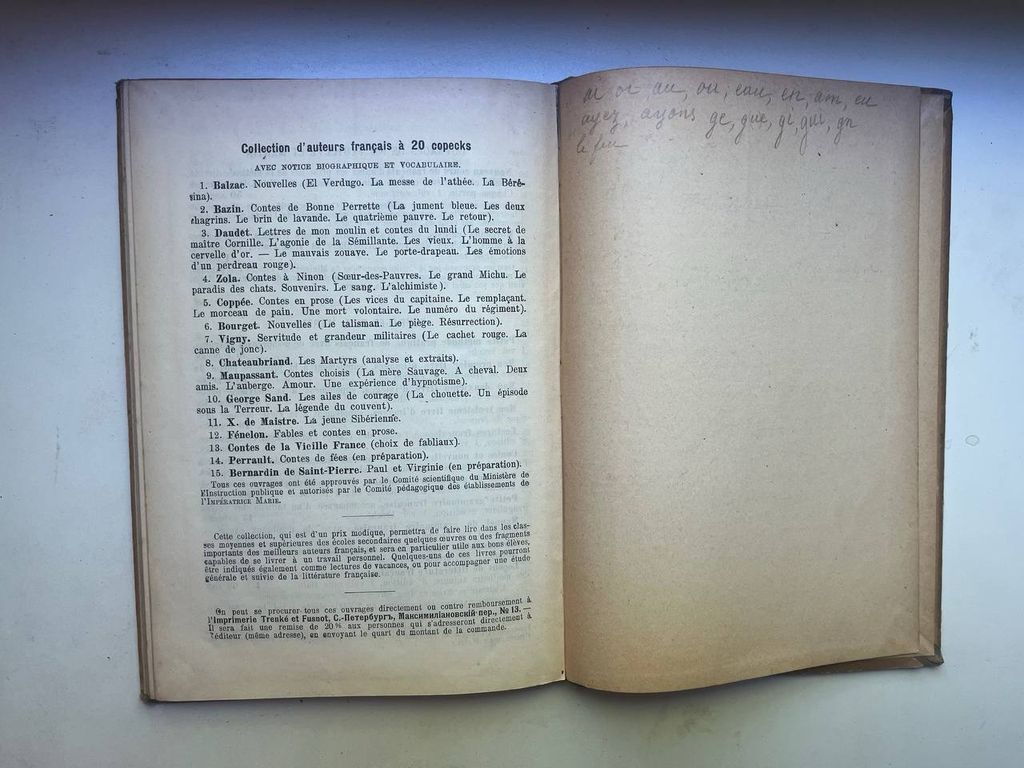 Collection d'auteurs français à 20 copecks
AVEC NOTICE BIOGRAPHIQUE ET VOCABULAIRE.
1. Balzac. Nouvelles (El Verdugo. La messe de l'athée. La Béré-
sina).
2. Bazin. Contes de Bonne Perrette (La jument bleue. Les deux
chagrins. Le brin de lavande. Le quatrième pauvre. Le retour).
3. Daudet. Lettres de mon moulin et contes du lundi (Le secret de
maître Cornille. L'agonie de la Sémillante. Les vieux. L'homme à la
cervelle d'or. — Le mauvais zouave. Le porte-drapeau. Les émotions
d'un perdreau rouge).
4. Zola. Contes à Ninon (Sœur-des-Pauvres. Le grand Michu. Le
paradis des chats. Souvenirs. Le sang. L'alchimiste).
5. Coppée. Contes en prose (Les vices du capitaine. Le remplaçant.
Le morceau de pain. Une mort volontaire. Le numéro du régiment).
6. Bourget. Nouvelles (Le talisman. Le piège. Résurrection).
7. Vigny. Servitude et grandeur militaires (Le cachet rouge. La
canne de jonc).
8. Chateaubriand. Les Martyrs (analyse et extraits).
9. Maupassant. Contes choisis (La mère Sauvage. A cheval. Deux
amis. L'auberge. Amour. Une expérience d'hypnotisme).
10. George Sand. Les ailes de courage (La chouette. Un épisode
sous la Terreur. La légende du couvent).
11. X. de Maistre. La jeune Sibérienne.
12. Fénelon. Fables et contes en prose.
13. Contes de la Vieille France (choix de fabliaux).
14. Perrault. Contes de fées (en préparation).
15. Bernardin de Saint-Pierre. Paul et Virginie (en préparation).
Tous ces ouvrages ont été approuvés par le Comité scientifique du Ministère de
l'Instruction publique et autorisés par le Comité pédagogique des établissements de
l'IMPÉRATRICE MARIE.
Cette collection, qui est d'un prix modique, permettra de faire lire dans les clas-
ses moyennes et supérieures des écoles secondaires quelques œuvres ou des fragments
importants des meilleurs auteurs français, et sera en particulier utile aux bons élèves,
capables de se livrer à un travail personnel. Quelques-uns de ces livres pourront
être indiqués également comme lectures de vacances, ou pour accompagner une étude
générale et suivie de la littérature française.
On peut se procurer tous ces ouvrages directement ou contre remboursement à
l'Imprimerie Trenké et Fusnot, С.-Петербургъ, Максимиліановскій пер., № 13. —
Il sera fait une remise de 20% aux personnes qui s'adresseront directement à
l'éditeur (même adresse), en envoyant le quart du montant de la commande.
ai oi au, ou, eau, en, am, eu
ayez, ayons ge, gue, gi, gui, gn
le feu